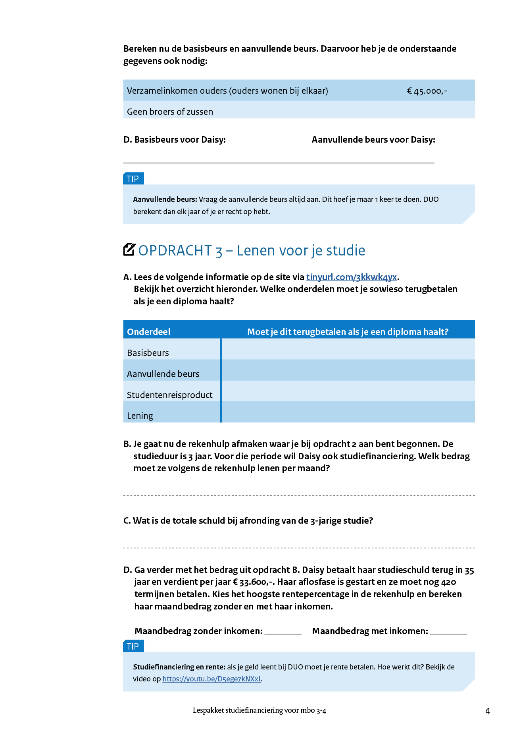 Bereken nu de basisbeurs en aanvullende beurs. Daarvoor heb je de onderstaande
gegevens ook nodig:
Verzamelinkomen ouders (ouders wonen bij elkaar) € 45.000,-
Geen broers of zussen
D. Basisbeurs voor Daisy: Aanvullende beurs voor Daisy:
TIP
Aanvullende beurs: Vraag de aanvullende beurs altijd aan. Dit hoef je maar 1 keer te doen. DUO
berekent dan elk jaar of je er recht op hebt.
OPDRACHT 3 – Lenen voor je studie
A. Lees de volgende informatie op de site via tinyurl.com/3kkwk4yx.
Bekijk het overzicht hieronder. Welke onderdelen moet je sowieso terugbetalen
als je een diploma haalt?
Onderdeel Moet je dit terugbetalen als je een diploma haalt?
Basisbeurs
Aanvullende beurs
Studentenreisproduct
Lening
B. Je gaat nu de rekenhulp afmaken waar je bij opdracht 2 aan bent begonnen. De
studieduur is 3 jaar. Voor die periode wil Daisy ook studiefinanciering. Welk bedrag
moet ze volgens de rekenhulp lenen per maand?
C. Wat is de totale schuld bij afronding van de 3-jarige studie?
D. Ga verder met het bedrag uit opdracht B. Daisy betaalt haar studieschuld terug in 35
jaar en verdient per jaar € 33.600,-. Haar aflosfase is gestart en ze moet nog 420
termijnen betalen. Kies het hoogste rentepercentage in de rekenhulp en bereken
haar maandbedrag zonder en met haar inkomen.
Maandbedrag zonder inkomen: ________ Maandbedrag met inkomen: ________
TIP
Studiefinanciering en rente: als je geld leent bij DUO moet je rente betalen. Hoe werkt dit? Bekijk de
video op https://youtu.be/D5egezkNXxI.
Lespakket studiefinanciering voor mbo 3-4 4